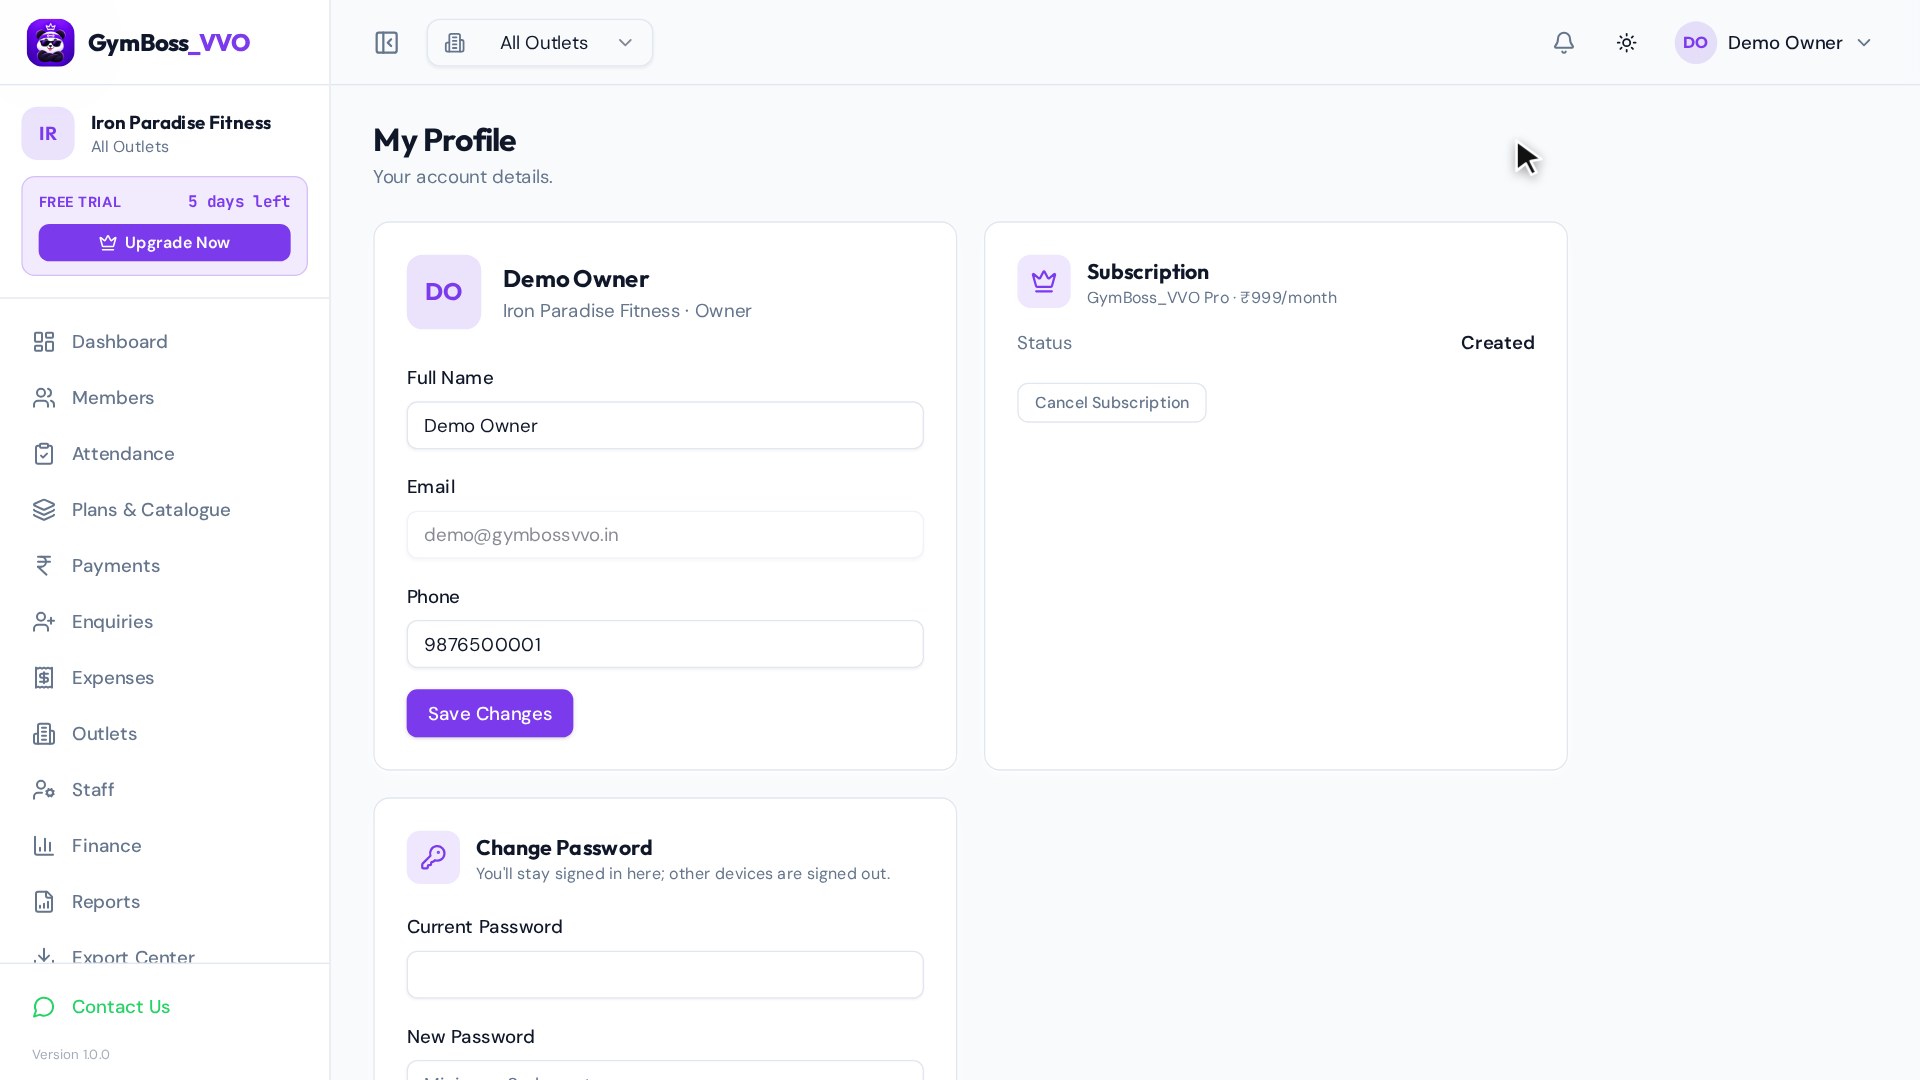 GymBoss_VVO
All Outlets
DO
Demo Owner
IR
Iron Paradise Fitness
All Outlets
FREE TRIAL
5 days left
Upgrade Now
Dashboard
Members
Attendance
Plans & Catalogue
Payments
Enquiries
Expenses
Outlets
Staff
Finance
Reports
Export Center
Contact Us
Version 1.0.0
My Profile
Your account details.
DO
Demo Owner
Iron Paradise Fitness · Owner
Full Name
Demo Owner
Email
demo@gymbossvvo.in
Phone
9876500001
Save Changes
Subscription
GymBoss_VVO Pro · ₹999/month
Status
Created
Cancel Subscription
Change Password
You'll stay signed in here; other devices are signed out.
Current Password
New Password